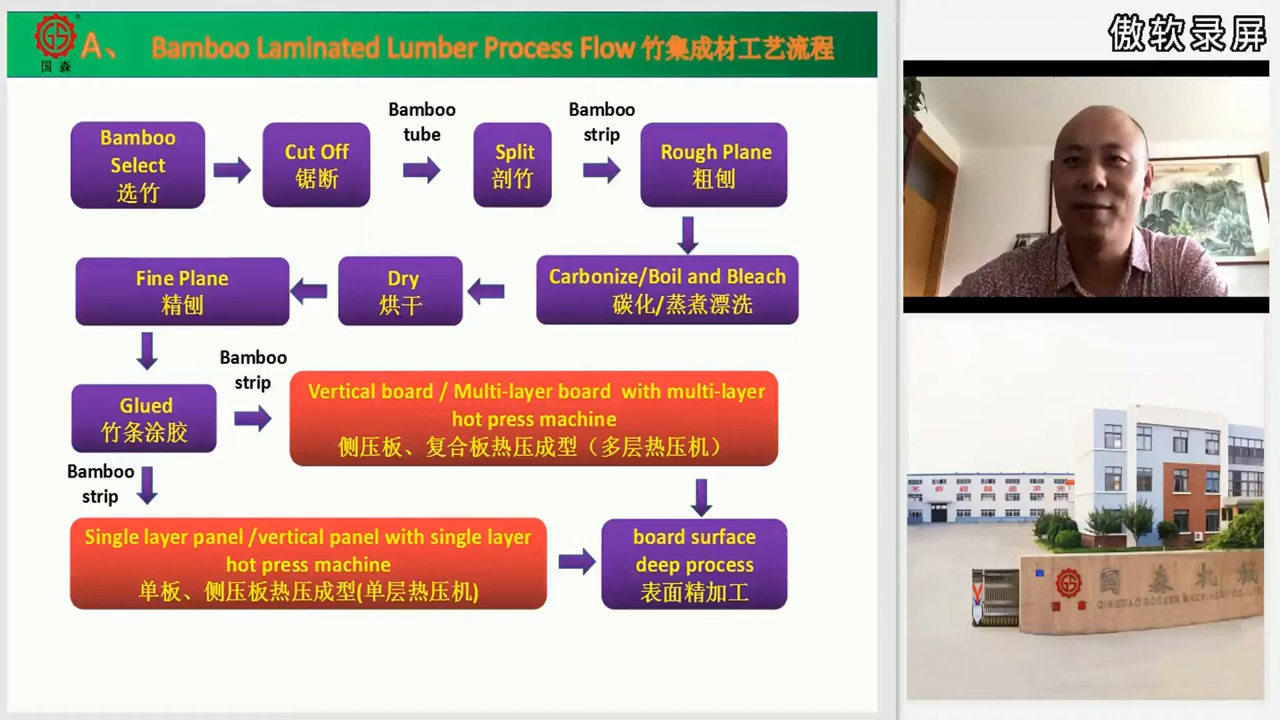 GS
国森
A、 Bamboo Laminated Lumber Process Flow 竹集成材工艺流程
Bamboo
Select
选竹
Cut Off
锯断
Bamboo
tube
Split
剖竹
Bamboo
strip
Rough Plane
粗刨
Carbonize/Boil and Bleach
碳化/蒸煮漂洗
Dry
烘干
Fine Plane
精刨
Glued
竹条涂胶
Bamboo
strip
Vertical board / Multi-layer board with multi-layer
hot press machine
侧压板、复合板热压成型（多层热压机）
Bamboo
strip
Single layer panel /vertical panel with single layer
hot press machine
单板、侧压板热压成型(单层热压机)
board surface
deep process
表面精加工
傲软录屏
国森机械